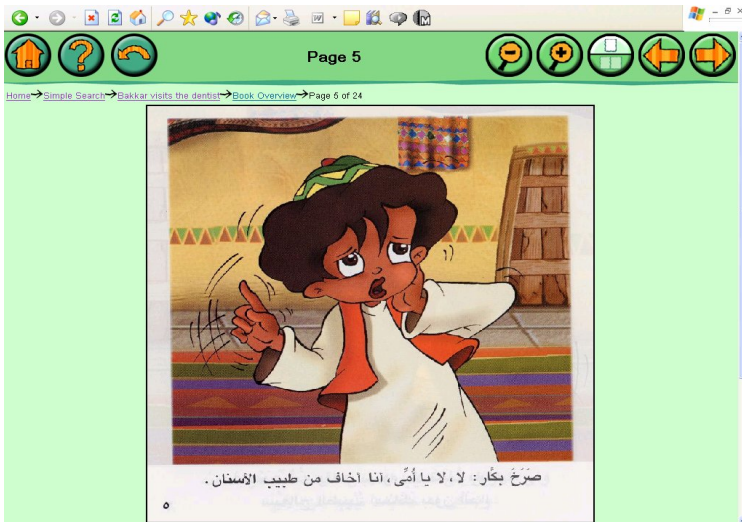 Page 5
Home→Simple Search→Bakkar visits the dentist→Book Overview→Page 5 of 24
صَرَخَ بكَّار: لا، لا يا أُمِّى، أنا أخاف من طبيب الأسنان.
٥